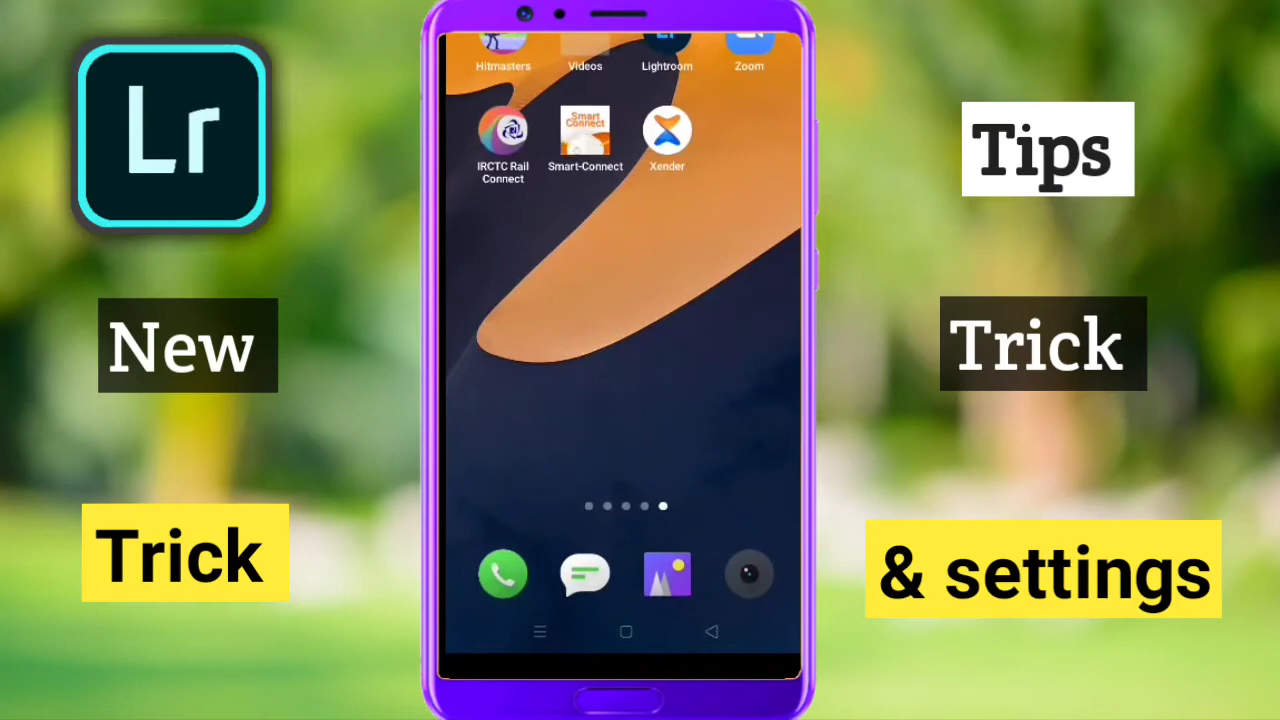 Lr
New
Trick
Hitmasters
Videos
Lightroom
Zoom
IRCTC Rail
Connect
Smart
Connect
Smart-Connect
Xender
Tips
Trick
& settings